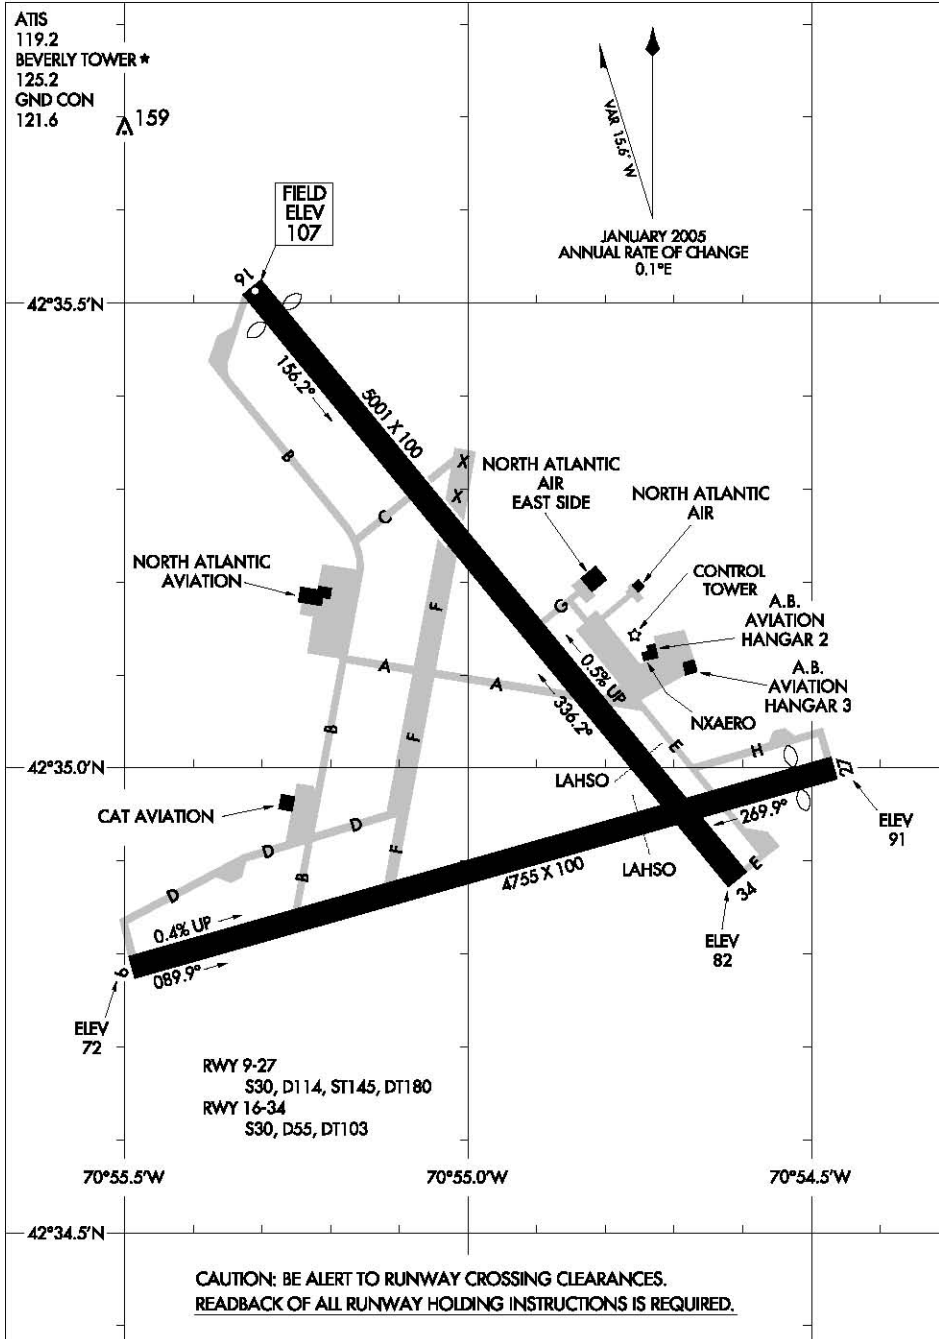 ATIS
119.2
BEVERLY TOWER★
125.2
GND CON
121.6
159
VAR 15.6° W
JANUARY 2005
ANNUAL RATE OF CHANGE
0.1°E
FIELD
ELEV
107
16
42°35.5'N
156.2°
5001 X 100
B
C
X
X
NORTH ATLANTIC
AIR
EAST SIDE
NORTH ATLANTIC
AIR
NORTH ATLANTIC
AVIATION
CONTROL
TOWER
A.B.
AVIATION
HANGAR 2
F
G
A
A
0.5% UP
336.2°
A.B.
AVIATION
HANGAR 3
NXAERO
B
F
E
H
42°35.0'N
LAHSO
27
CAT AVIATION
D
D
269.9°
ELEV
91
B
F
4755 X 100
LAHSO
E
34
D
0.4% UP
089.9°
9
ELEV
82
ELEV
72
RWY 9-27
S30, D114, ST145, DT180
RWY 16-34
S30, D55, DT103
70°55.5'W
70°55.0'W
70°54.5'W
42°34.5'N
CAUTION: BE ALERT TO RUNWAY CROSSING CLEARANCES.
READBACK OF ALL RUNWAY HOLDING INSTRUCTIONS IS REQUIRED.